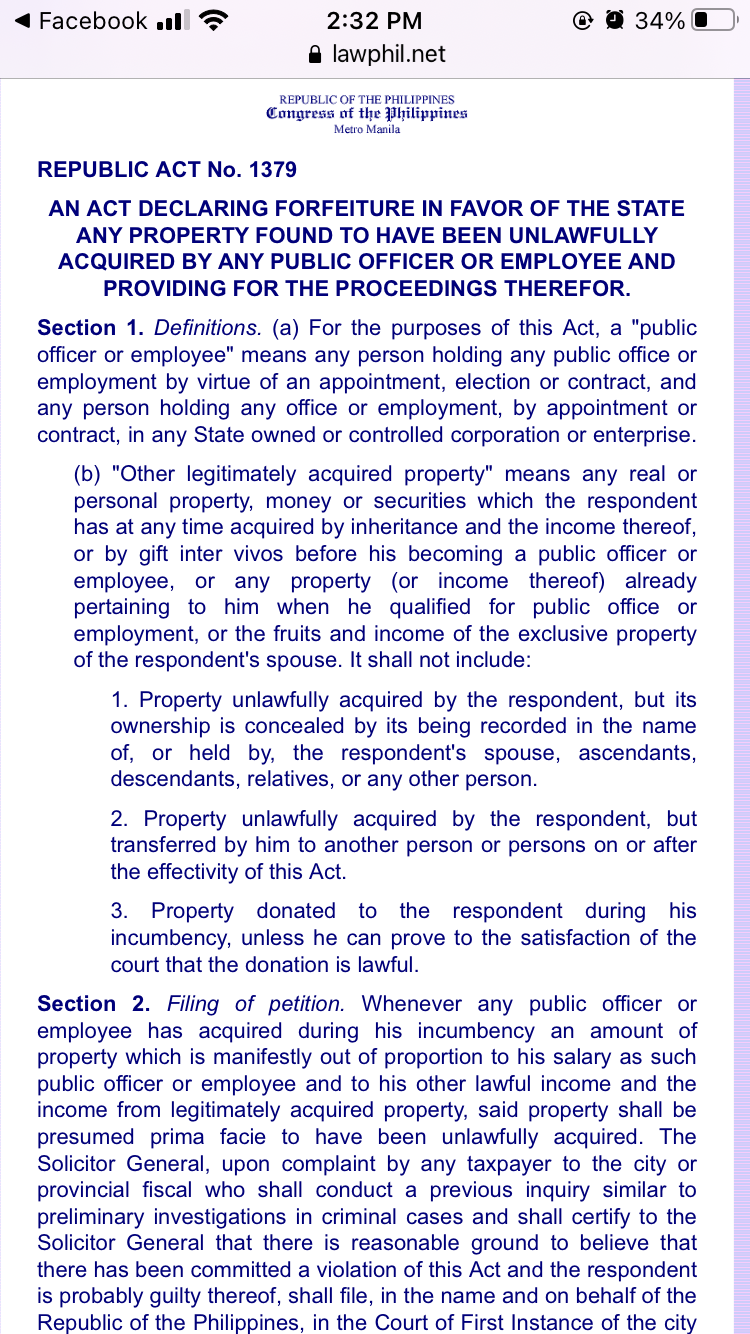 Facebook 2:32 PM 34%
lawphil.net
REPUBLIC OF THE PHILIPPINES
Congress of the Philippines
Metro Manila
REPUBLIC ACT No. 1379
AN ACT DECLARING FORFEITURE IN FAVOR OF THE STATE
ANY PROPERTY FOUND TO HAVE BEEN UNLAWFULLY
ACQUIRED BY ANY PUBLIC OFFICER OR EMPLOYEE AND
PROVIDING FOR THE PROCEEDINGS THEREFOR.
Section 1. Definitions. (a) For the purposes of this Act, a "public
officer or employee" means any person holding any public office or
employment by virtue of an appointment, election or contract, and
any person holding any office or employment, by appointment or
contract, in any State owned or controlled corporation or enterprise.
(b) "Other legitimately acquired property" means any real or
personal property, money or securities which the respondent
has at any time acquired by inheritance and the income thereof,
or by gift inter vivos before his becoming a public officer or
employee, or any property (or income thereof) already
pertaining to him when he qualified for public office or
employment, or the fruits and income of the exclusive property
of the respondent's spouse. It shall not include:
1. Property unlawfully acquired by the respondent, but its
ownership is concealed by its being recorded in the name
of, or held by, the respondent's spouse, ascendants,
descendants, relatives, or any other person.
2. Property unlawfully acquired by the respondent, but
transferred by him to another person or persons on or after
the effectivity of this Act.
3. Property donated to the respondent during his
incumbency, unless he can prove to the satisfaction of the
court that the donation is lawful.
Section 2. Filing of petition. Whenever any public officer or
employee has acquired during his incumbency an amount of
property which is manifestly out of proportion to his salary as such
public officer or employee and to his other lawful income and the
income from legitimately acquired property, said property shall be
presumed prima facie to have been unlawfully acquired. The
Solicitor General, upon complaint by any taxpayer to the city or
provincial fiscal who shall conduct a previous inquiry similar to
preliminary investigations in criminal cases and shall certify to the
Solicitor General that there is reasonable ground to believe that
there has been committed a violation of this Act and the respondent
is probably guilty thereof, shall file, in the name and on behalf of the
Republic of the Philippines, in the Court of First Instance of the city